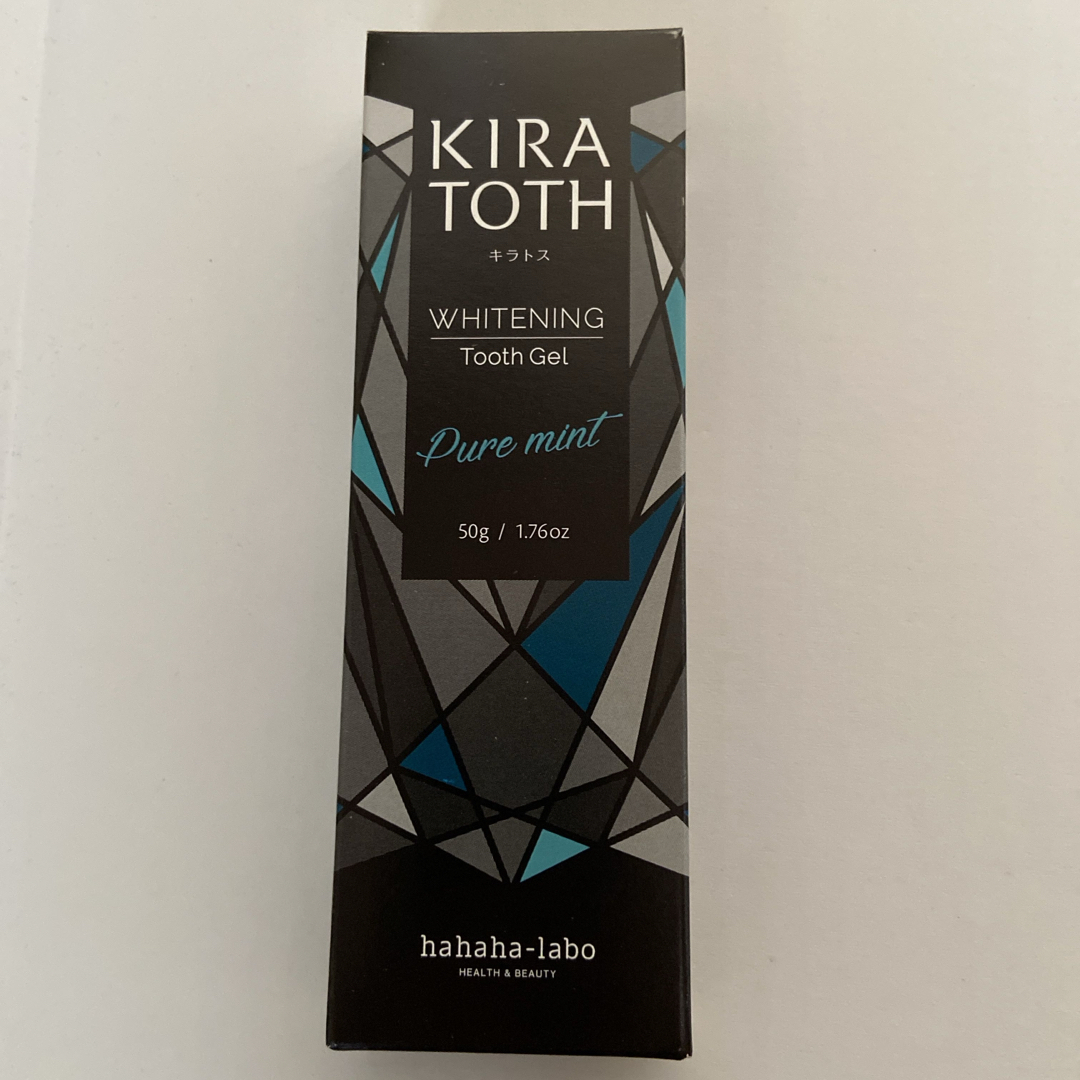 KIRA
TOTH
キラトス
WHITENING
Tooth Gel
Pure mint
50g / 1.76oz
hahaha-labo
HEALTH & BEAUTY